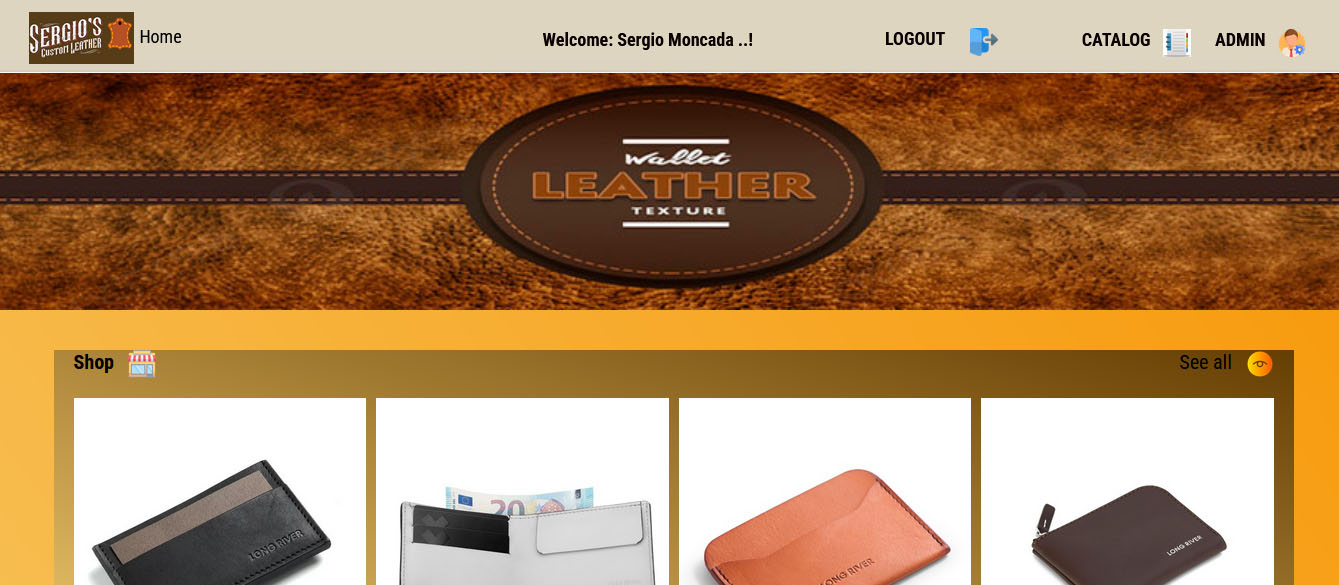 SERGIO'S
CUSTOM LEATHER
Home
Welcome: Sergio Moncada ..!
LOGOUT
CATALOG
ADMIN
Wallet
LEATHER
TEXTURE
Shop
See all
LONG RIVER
20
LONG RIVER
LONG RIVER